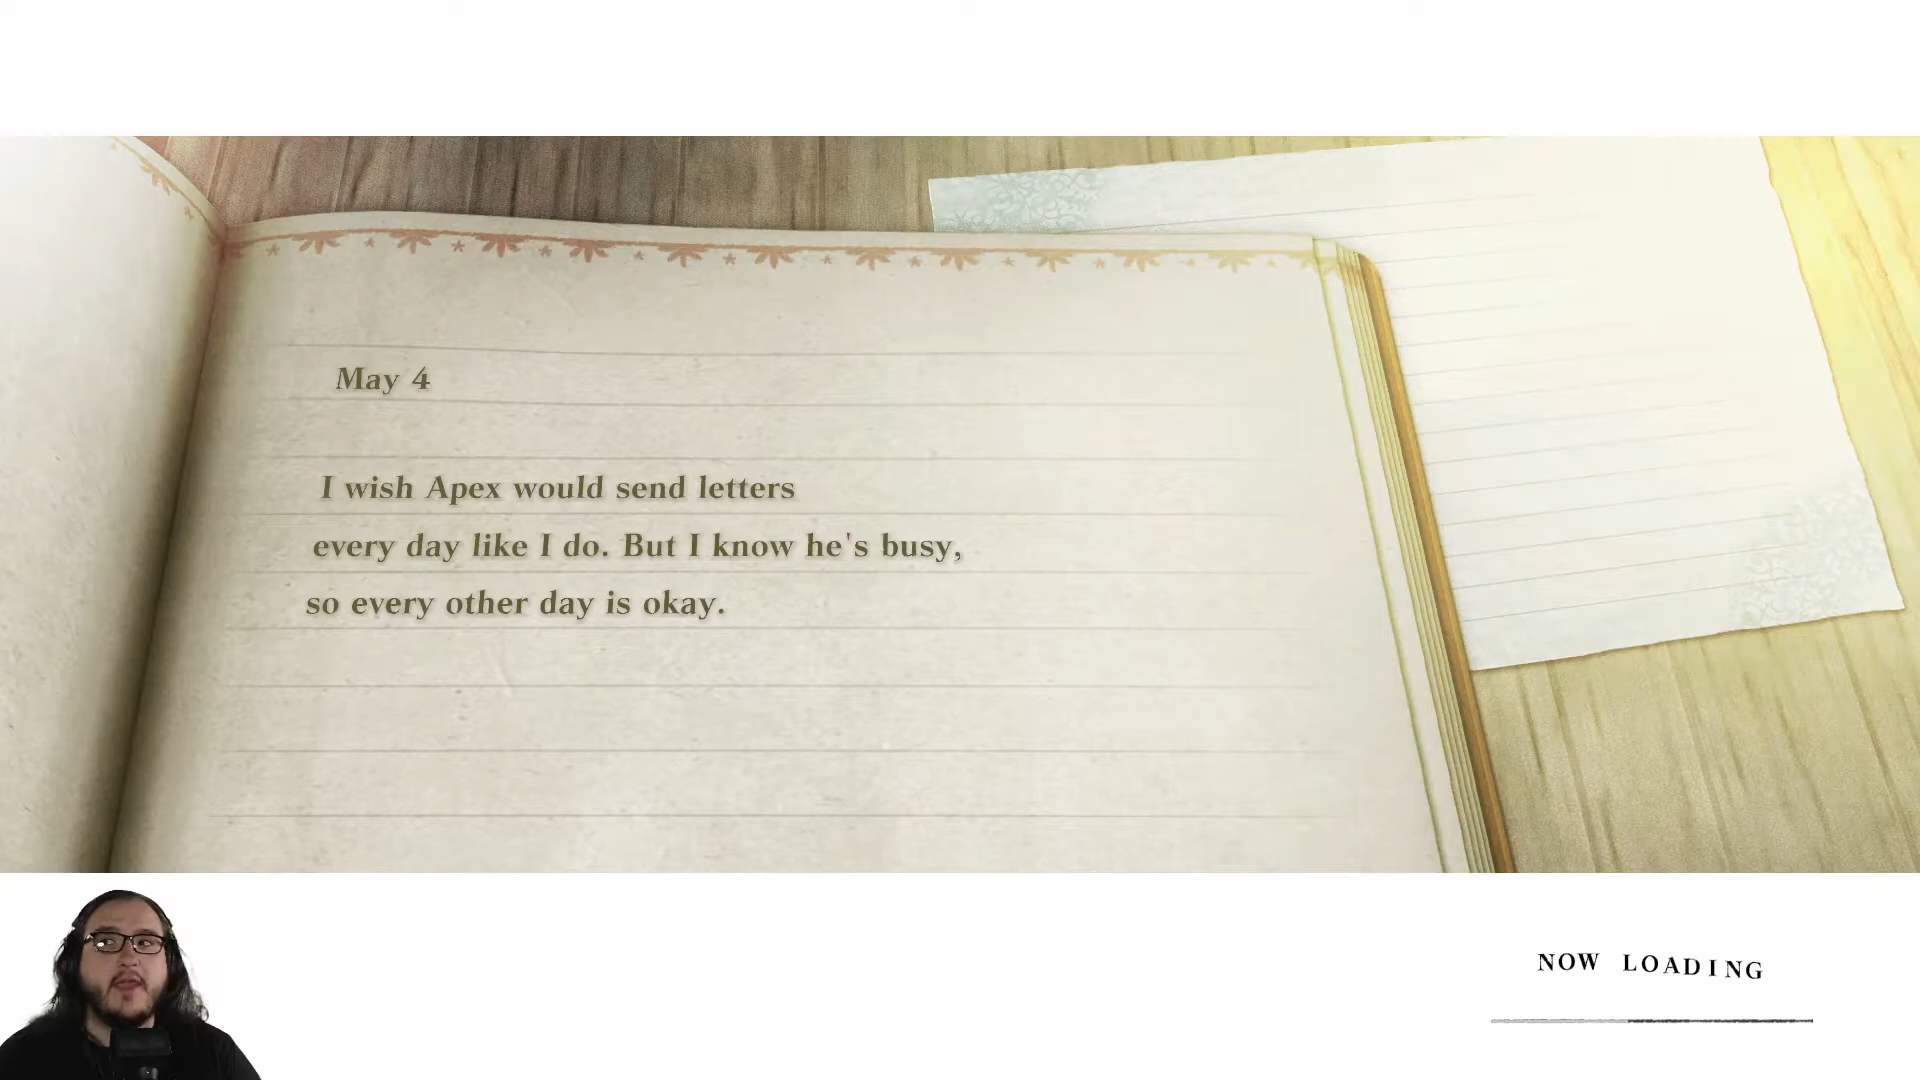 May 4
I wish Apex would send letters
every day like I do. But I know he's busy,
so every other day is okay.
NOW LOADING